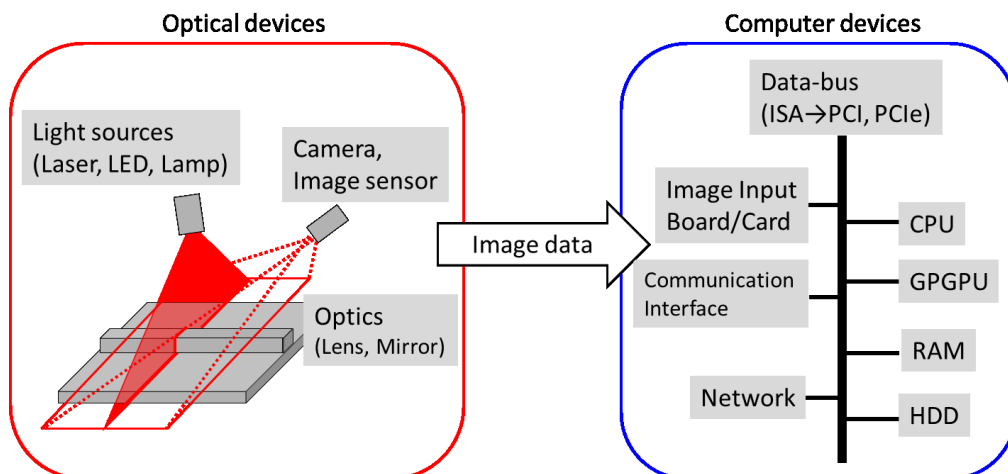 Optical devices
Light sources
(Laser, LED, Lamp)
Camera,
Image sensor
Optics
(Lens, Mirror)
Image data
Computer devices
Data-bus
(ISA→PCI, PCIe)
Image Input
Board/Card
Communication
Interface
Network
CPU
GPGPU
RAM
HDD